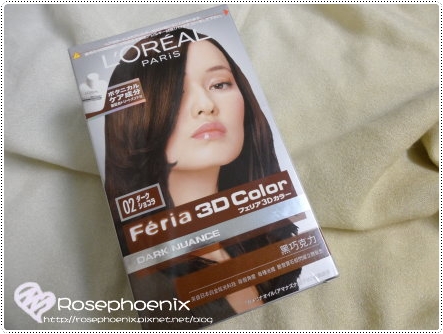 L'ORÉAL
PARIS
ボタニカル
ケア成分
02 ダーク
ショコラ
Féria 3D Color
フェリア3Dカラー
DARK NUANCE
黑巧克力
Rosephoenix
http://rosephoenix.pixnet.net/blog